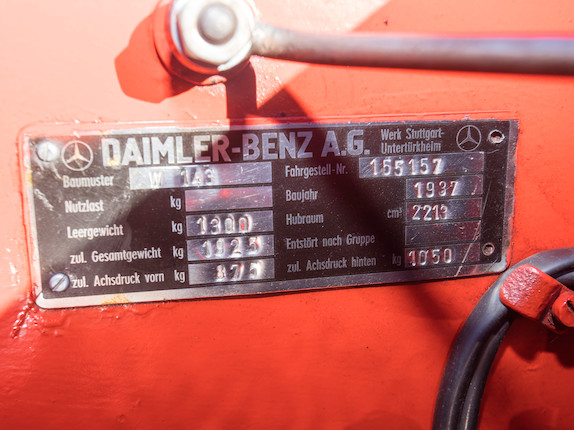 DAIMLER-BENZ A.G. Werk Stuttgart-Untertürkheim
Baumuster W 143
Fahrgestell-Nr. 155157
Nutzlast kg
Baujahr 1937
Leergewicht kg 1300
Hubraum cm³ 2213
zul. Gesamtgewicht kg 1925
Entstört nach Gruppe
zul. Achsdruck vorn kg 875
zul. Achsdruck hinten kg 1050